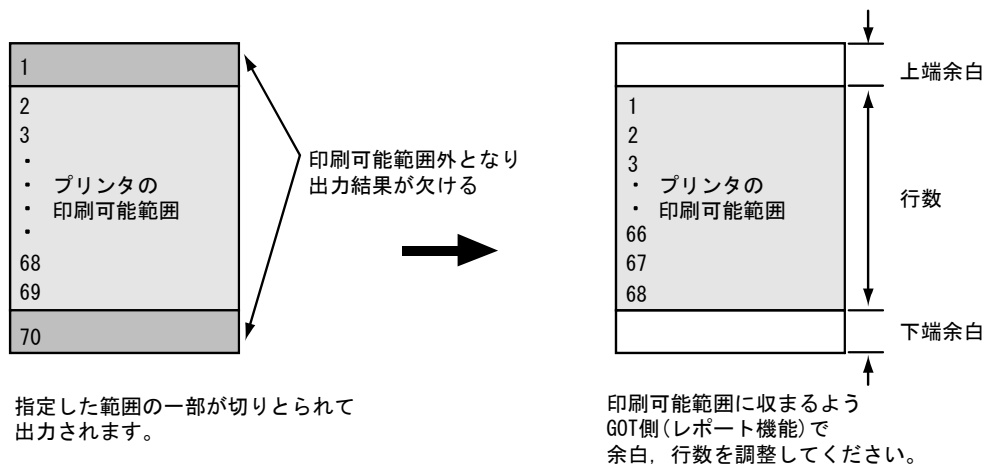 1
2
3
・
・
・
・
プリンタの
印刷可能範囲
68
69
70
印刷可能範囲外となり
出力結果が欠ける
指定した範囲の一部が切りとられて
出力されます。
1
2
3
・
・
プリンタの
印刷可能範囲
66
67
68
上端余白
行数
下端余白
印刷可能範囲に収まるよう
GOT側(レポート機能)で
余白，行数を調整してください。